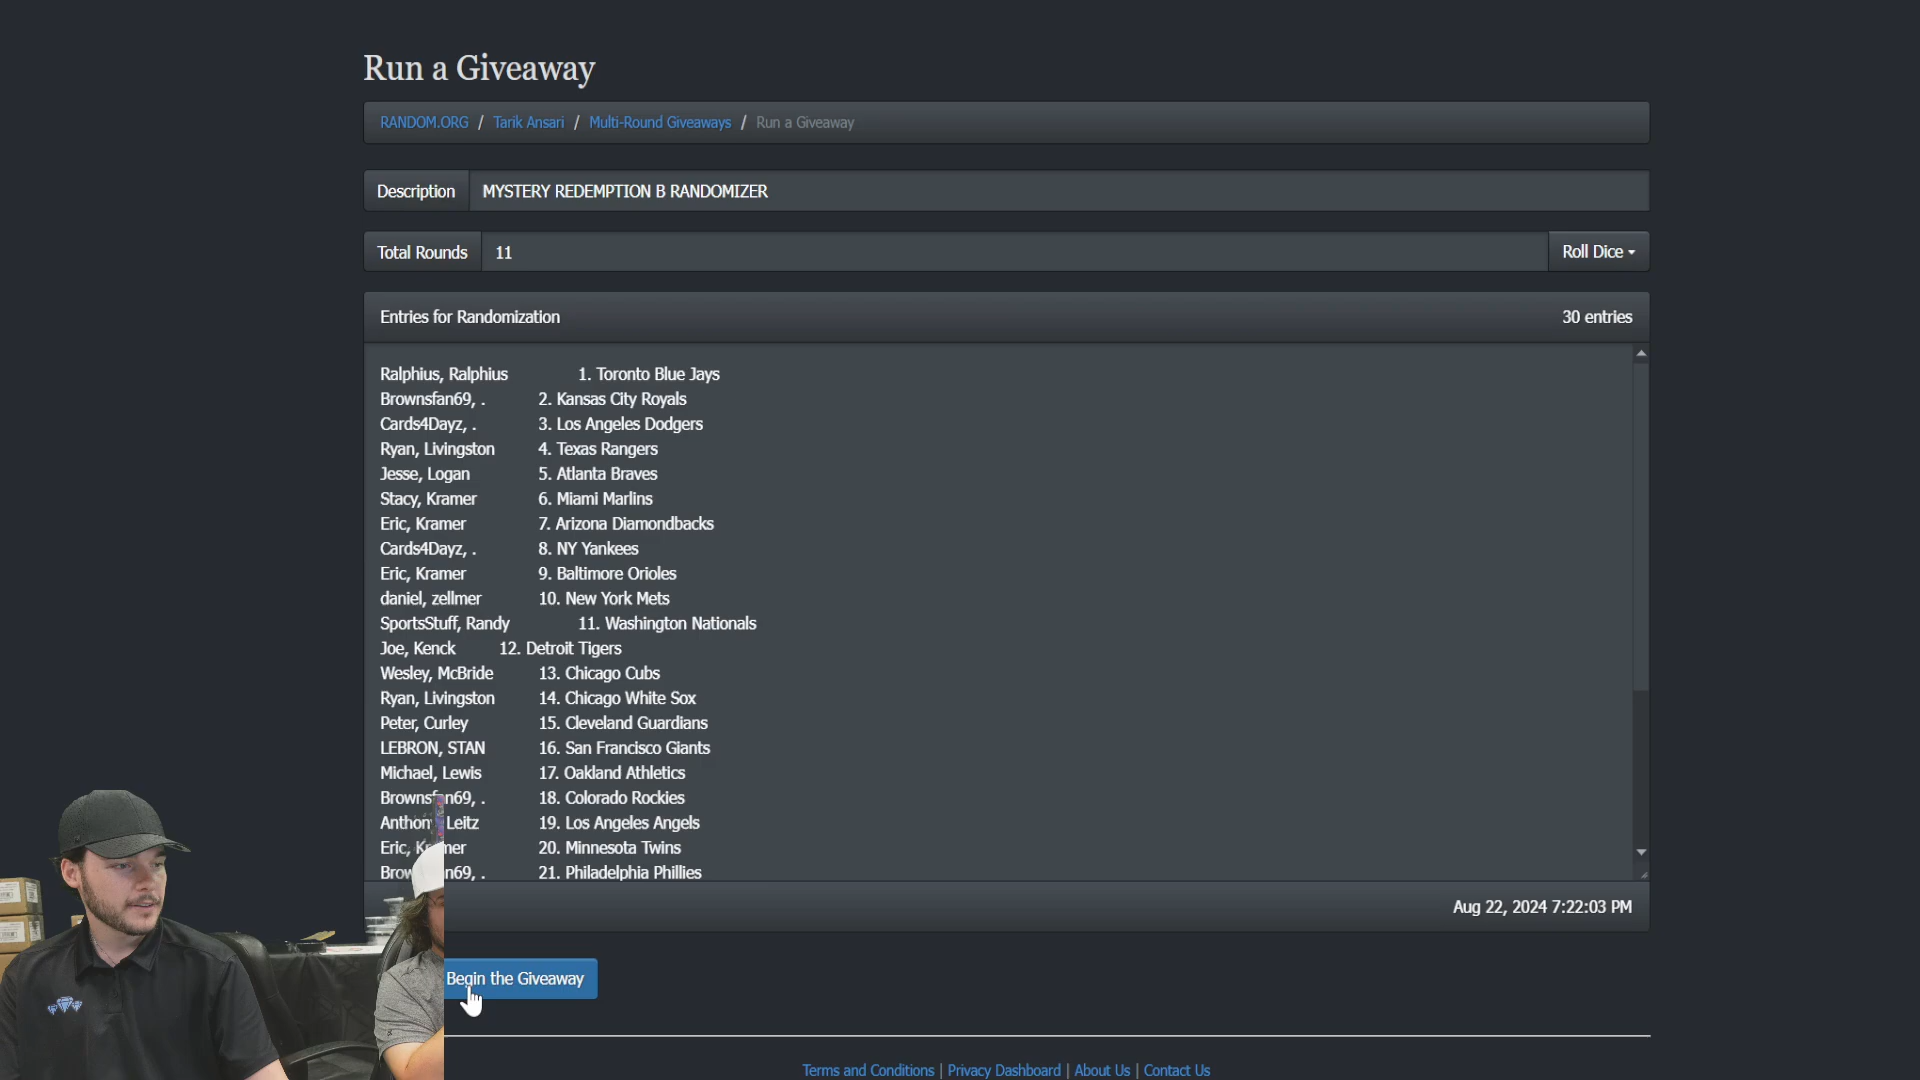 Run a Giveaway
RANDOM.ORG / Tarik Ansari / Multi-Round Giveaways / Run a Giveaway
Description MYSTERY REDEMPTION B RANDOMIZER
Total Rounds 11 Roll Dice
Entries for Randomization 30 entries
Ralphius, Ralphius 1. Toronto Blue Jays
Brownsfan69, . 2. Kansas City Royals
Cards4Dayz, . 3. Los Angeles Dodgers
Ryan, Livingston 4. Texas Rangers
Jesse, Logan 5. Atlanta Braves
Stacy, Kramer 6. Miami Marlins
Eric, Kramer 7. Arizona Diamondbacks
Cards4Dayz, . 8. NY Yankees
Eric, Kramer 9. Baltimore Orioles
daniel, zellmer 10. New York Mets
SportsStuff, Randy 11. Washington Nationals
Joe, Kenck 12. Detroit Tigers
Wesley, McBride 13. Chicago Cubs
Ryan, Livingston 14. Chicago White Sox
Peter, Curley 15. Cleveland Guardians
LEBRON, STAN 16. San Francisco Giants
Michael, Lewis 17. Oakland Athletics
Brownsfan69, . 18. Colorado Rockies
Anthony, Leitz 19. Los Angeles Angels
Eric, Kramer 20. Minnesota Twins
Brownsfan69, . 21. Philadelphia Phillies
Aug 22, 2024 7:22:03 PM
Begin the Giveaway
Terms and Conditions | Privacy Dashboard | About Us | Contact Us